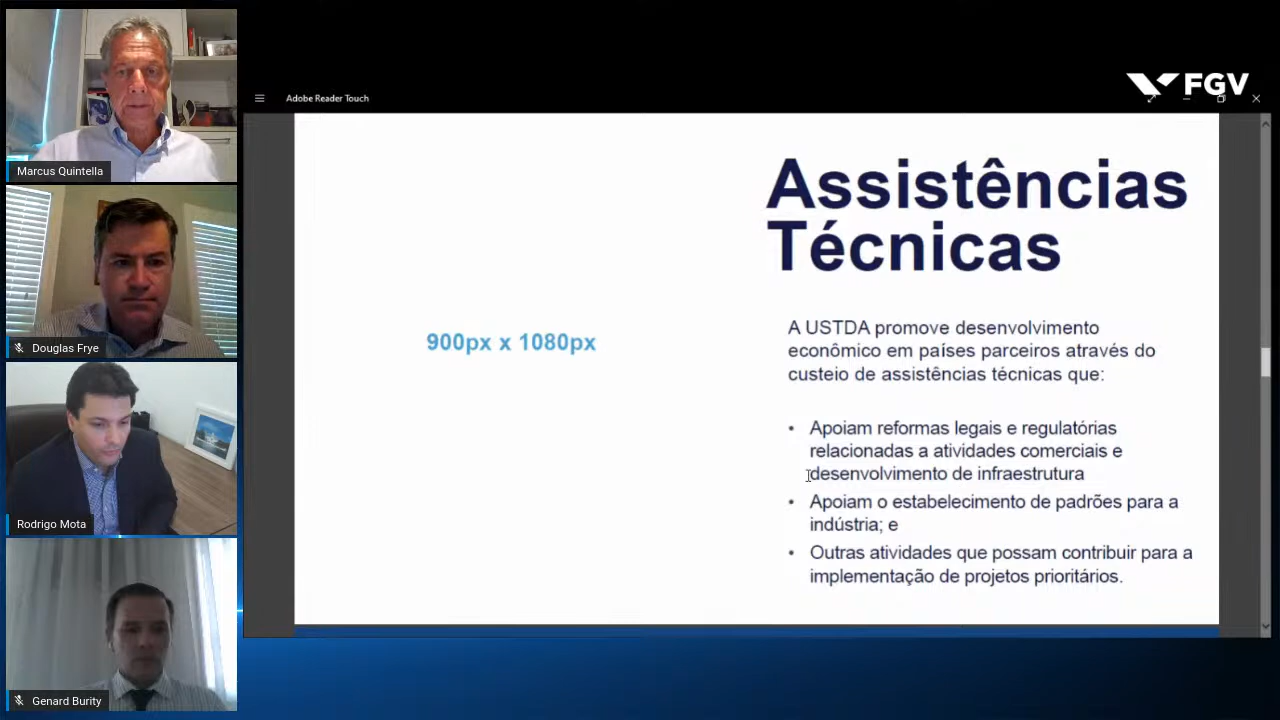 FGV
Adobe Reader Touch
Marcus Quintella
Douglas Frye
Rodrigo Mota
Genard Burity
900px x 1080px
Assistências
Técnicas
A USTDA promove desenvolvimento
econômico em países parceiros através do
custeio de assistências técnicas que:
• Apoiam reformas legais e regulatórias
relacionadas a atividades comerciais e
desenvolvimento de infraestrutura
• Apoiam o estabelecimento de padrões para a
indústria; e
• Outras atividades que possam contribuir para a
implementação de projetos prioritários.